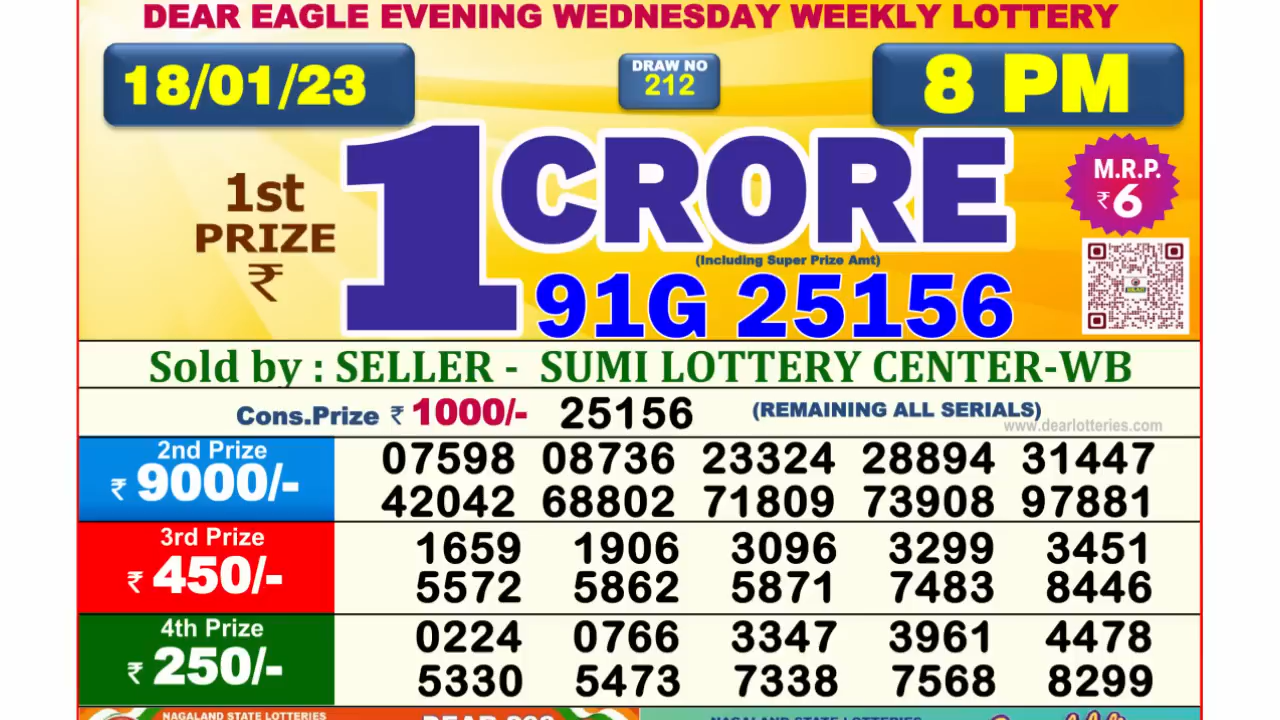 DEAR EAGLE EVENING WEDNESDAY WEEKLY LOTTERY
18/01/23
DRAW NO
212
8 PM
1st
PRIZE
₹
1 CRORE
(Including Super Prize Amt)
91G 25156
M.R.P.
₹ 6
Sold by : SELLER - SUMI LOTTERY CENTER-WB
Cons.Prize ₹ 1000/- 25156 (REMAINING ALL SERIALS)
www.dearlotteries.com
2nd Prize
₹ 9000/-
07598 08736 23324 28894 31447
42042 68802 71809 73908 97881
3rd Prize
₹ 450/-
1659 1906 3096 3299 3451
5572 5862 5871 7483 8446
4th Prize
₹ 250/-
0224 0766 3347 3961 4478
5330 5473 7338 7568 8299
NAGALAND STATE LOTTERIES
DEAR
NAGALAND STATE LOTTERIES